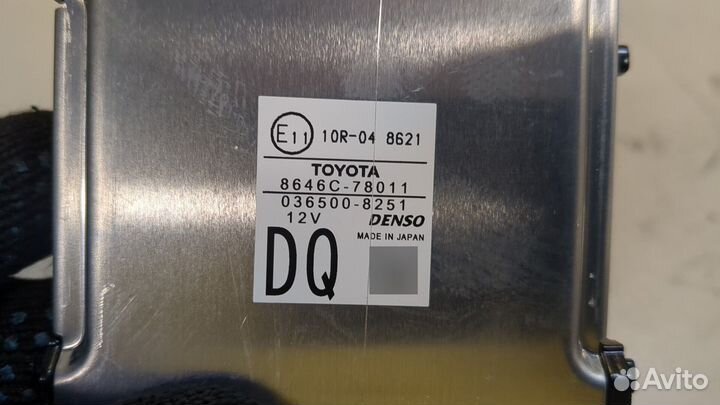 E11 10R-04 8621
TOYOTA
8646C-78011
036500-8251
12V DENSO
MADE IN JAPAN
DQ
Avito